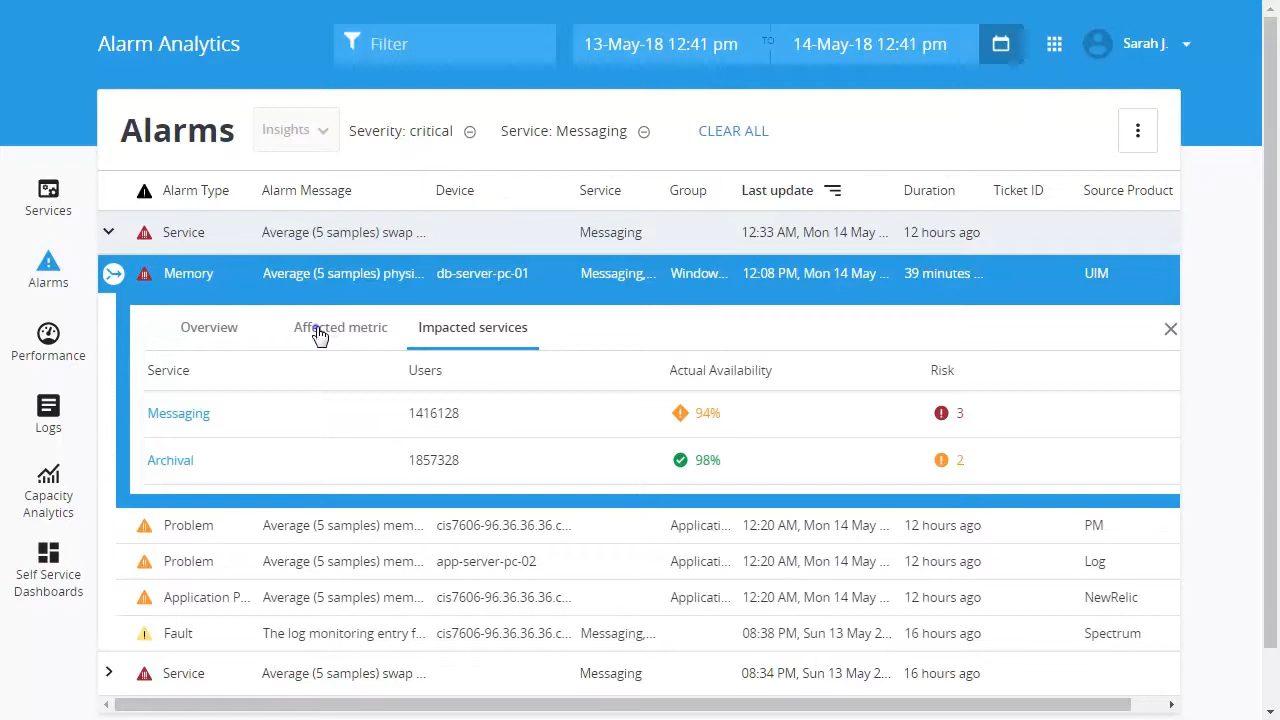 Alarm Analytics
Filter
13-May-18 12:41 pm TO 14-May-18 12:41 pm
Sarah J.
Alarms
Insights
Severity: critical
Service: Messaging
CLEAR ALL
Services
Alarms
Performance
Logs
Capacity
Analytics
Self Service
Dashboards
Alarm Type Alarm Message Device Service Group Last update Duration Ticket ID Source Product
Service Average (5 samples) swap ... Messaging 12:33 AM, Mon 14 May ... 12 hours ago
Memory Average (5 samples) physi... db-server-pc-01 Messaging,... Window... 12:08 PM, Mon 14 May ... 39 minutes ... UIM
Overview Affected metric Impacted services
Service Users Actual Availability Risk
Messaging 1416128 94% 3
Archival 1857328 98% 2
Problem Average (5 samples) mem... cis7606-96.36.36.36.c... Applicati... 12:20 AM, Mon 14 May ... 12 hours ago PM
Problem Average (5 samples) mem... app-server-pc-02 Applicati... 12:20 AM, Mon 14 May ... 12 hours ago Log
Application P... Average (5 samples) mem... cis7606-96.36.36.36.c... Applicati... 12:20 AM, Mon 14 May ... 12 hours ago NewRelic
Fault The log monitoring entry f... cis7606-96.36.36.36.c... Messaging,... 08:38 PM, Sun 13 May 2... 16 hours ago Spectrum
Service Average (5 samples) swap ... Messaging 08:34 PM, Sun 13 May 2... 16 hours ago